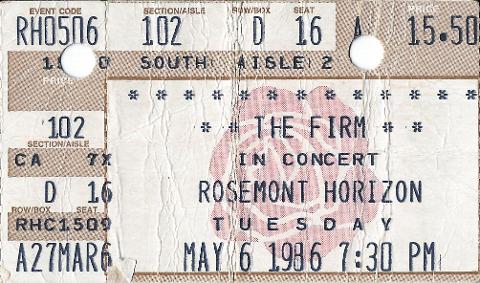 EVENT CODE SECTION/AISLE ROW/BOX SEAT PRICE
RH0506 102 D 16 A 15.50
SOUTH AISLE 2
PRICE
* * * * * * * * * * * * *
102 * * THE FIRM * * *
SECTION/AISLE
CA 7X IN CONCERT
D 16 ROSEMONT HORIZON
ROW/BOX SEAT
RHC1509 TUESDAY
A27MAR6 MAY 6 1986 7:30 PM